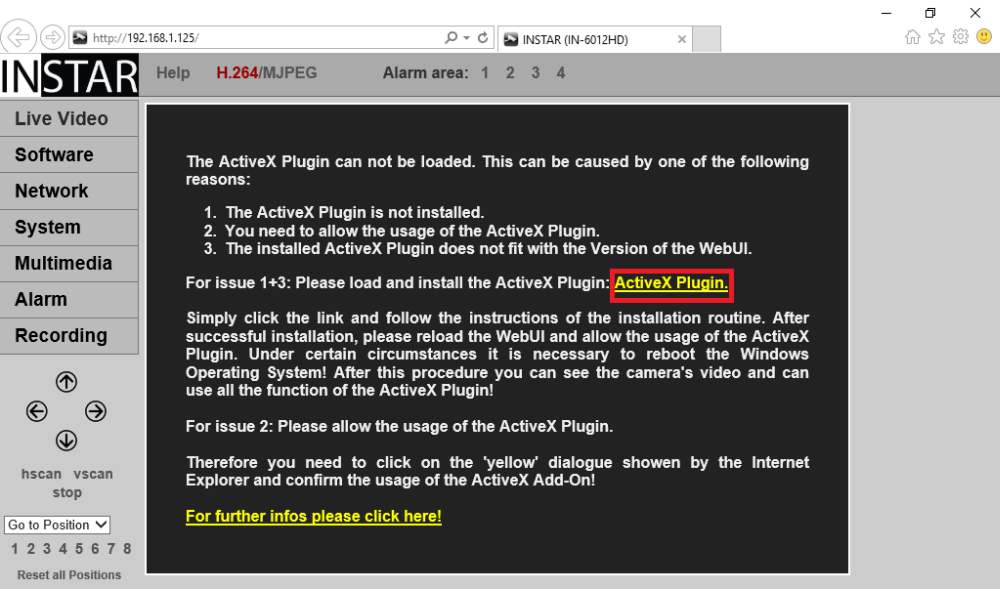 http://192.168.1.125/
INSTAR (IN-6012HD)
INSTAR
Help H.264/MJPEG Alarm area: 1 2 3 4
Live Video
Software
Network
System
Multimedia
Alarm
Recording
hscan vscan
stop
Go to Position
1 2 3 4 5 6 7 8
Reset all Positions
The ActiveX Plugin can not be loaded. This can be caused by one of the following
reasons:
1. The ActiveX Plugin is not installed.
2. You need to allow the usage of the ActiveX Plugin.
3. The installed ActiveX Plugin does not fit with the Version of the WebUI.
For issue 1+3: Please load and install the ActiveX Plugin: ActiveX Plugin.
Simply click the link and follow the instructions of the installation routine. After
successful installation, please reload the WebUI and allow the usage of the ActiveX
Plugin. Under certain circumstances it is necessary to reboot the Windows
Operating System! After this procedure you can see the camera's video and can
use all the function of the ActiveX Plugin!
For issue 2: Please allow the usage of the ActiveX Plugin.
Therefore you need to click on the 'yellow' dialogue showen by the Internet
Explorer and confirm the usage of the ActiveX Add-On!
For further infos please click here!